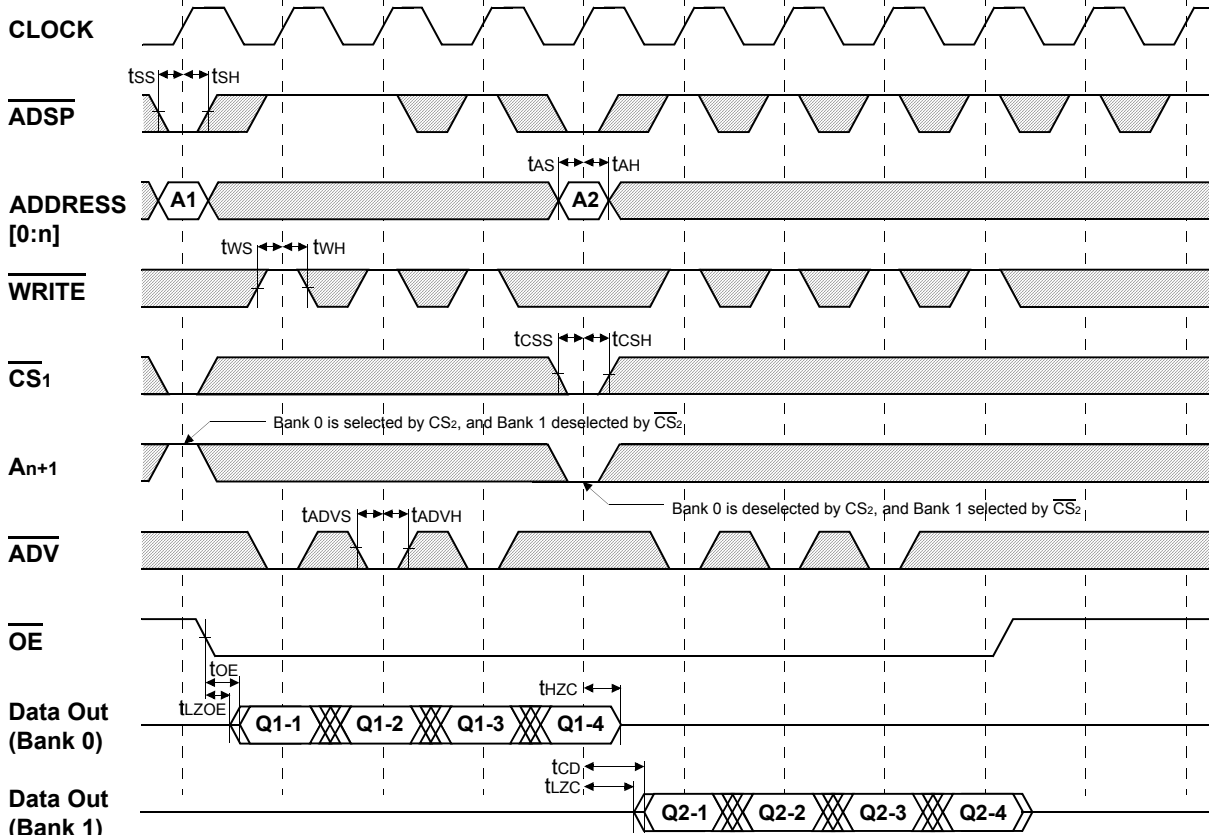 CLOCK
tSS tSH
ADSP
tAS tAH
ADDRESS
[0:n]
A1 A2
tWS tWH
WRITE
tCSS tCSH
CS1
Bank 0 is selected by CS2, and Bank 1 deselected by CS2
An+1
Bank 0 is deselected by CS2, and Bank 1 selected by CS2
tADVS tADVH
ADV
OE
tOE
tHZC
tLZOE
Data Out
(Bank 0)
Q1-1 Q1-2 Q1-3 Q1-4
tCD
tLZC
Data Out
(Bank 1)
Q2-1 Q2-2 Q2-3 Q2-4